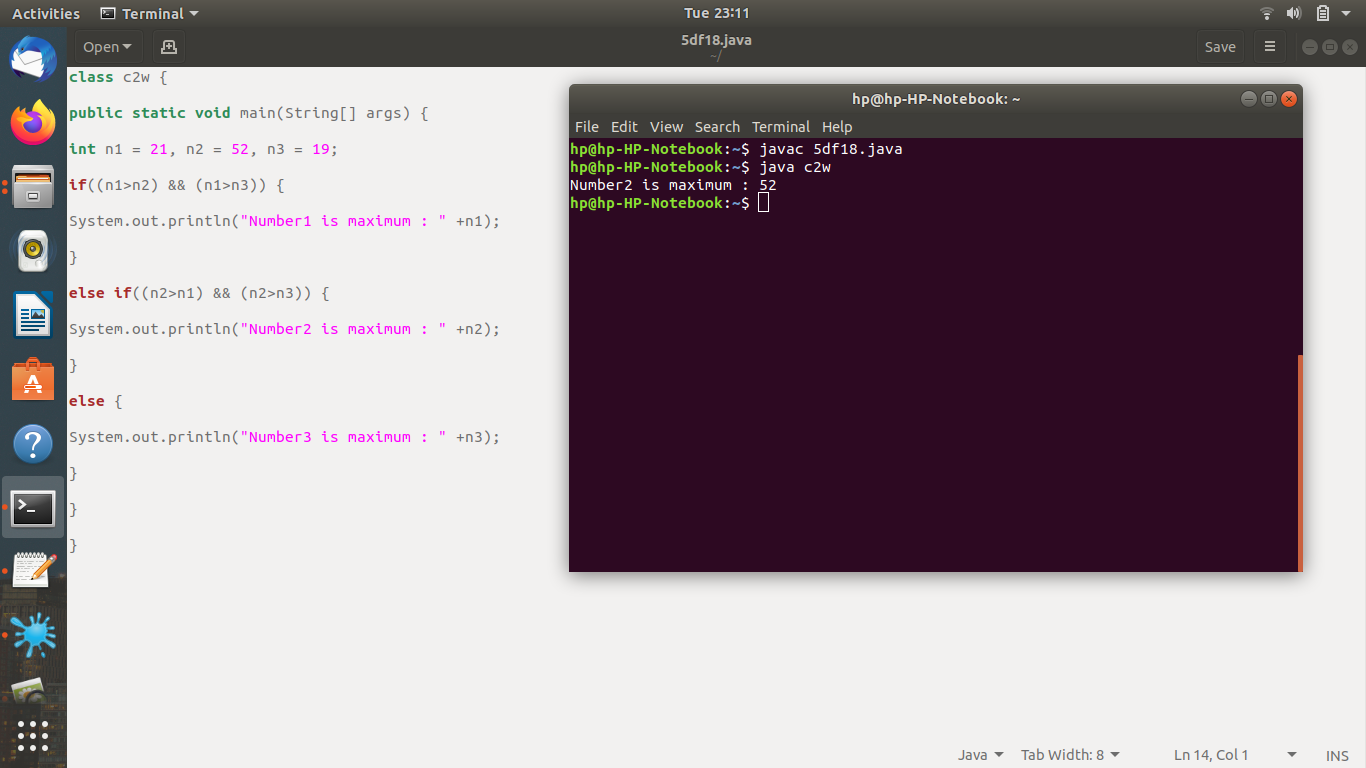 Activities Terminal Tue 23:11
Open 5df18.java Save
~/
class c2w {
public static void main(String[] args) {
int n1 = 21, n2 = 52, n3 = 19;
if((n1>n2) && (n1>n3)) {
System.out.println("Number1 is maximum : " +n1);
}
else if((n2>n1) && (n2>n3)) {
System.out.println("Number2 is maximum : " +n2);
}
else {
System.out.println("Number3 is maximum : " +n3);
}
}
}
hp@hp-HP-Notebook: ~
File Edit View Search Terminal Help
hp@hp-HP-Notebook:~$ javac 5df18.java
hp@hp-HP-Notebook:~$ java c2w
Number2 is maximum : 52
hp@hp-HP-Notebook:~$
Java Tab Width: 8 Ln 14, Col 1 INS